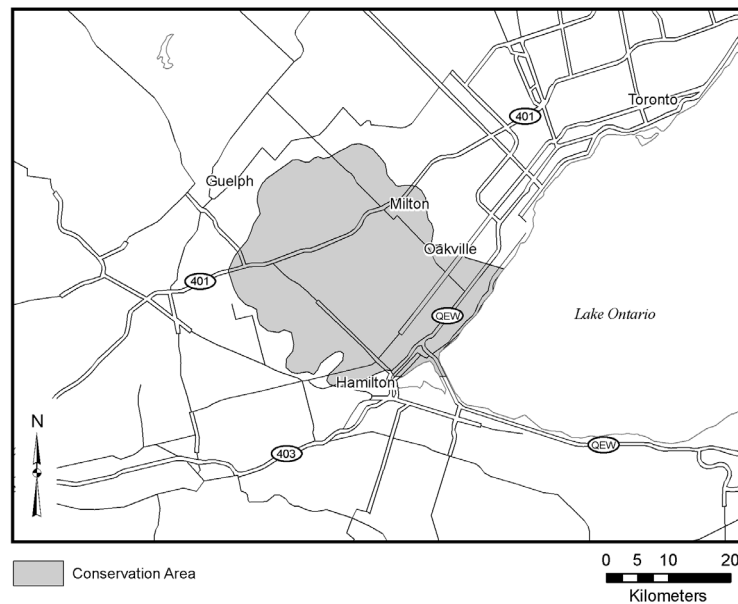 Toronto
401
Guelph
Milton
Oakville
401
Lake Ontario
QEW
Hamilton
N
403
QEW
Conservation Area
0 5 10 20
Kilometers